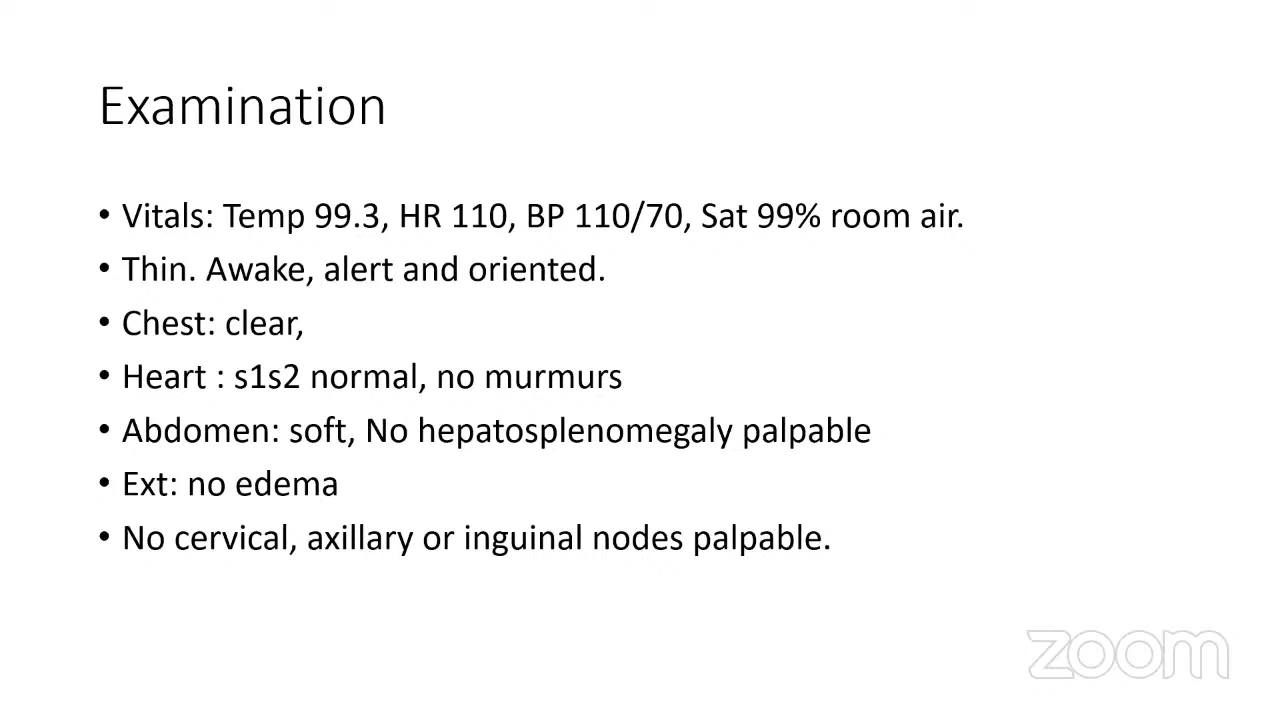 Examination
• Vitals: Temp 99.3, HR 110, BP 110/70, Sat 99% room air.
• Thin. Awake, alert and oriented.
• Chest: clear,
• Heart : s1s2 normal, no murmurs
• Abdomen: soft, No hepatosplenomegaly palpable
• Ext: no edema
• No cervical, axillary or inguinal nodes palpable.
zoom